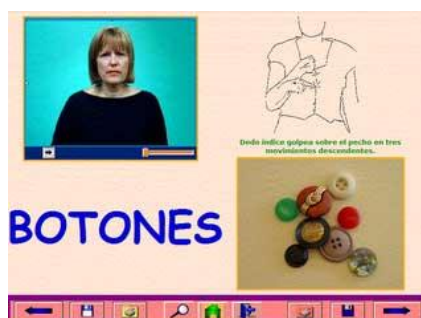 Dedo índice golpea sobre el pecho en tres
movimientos descendentes.
BOTONES